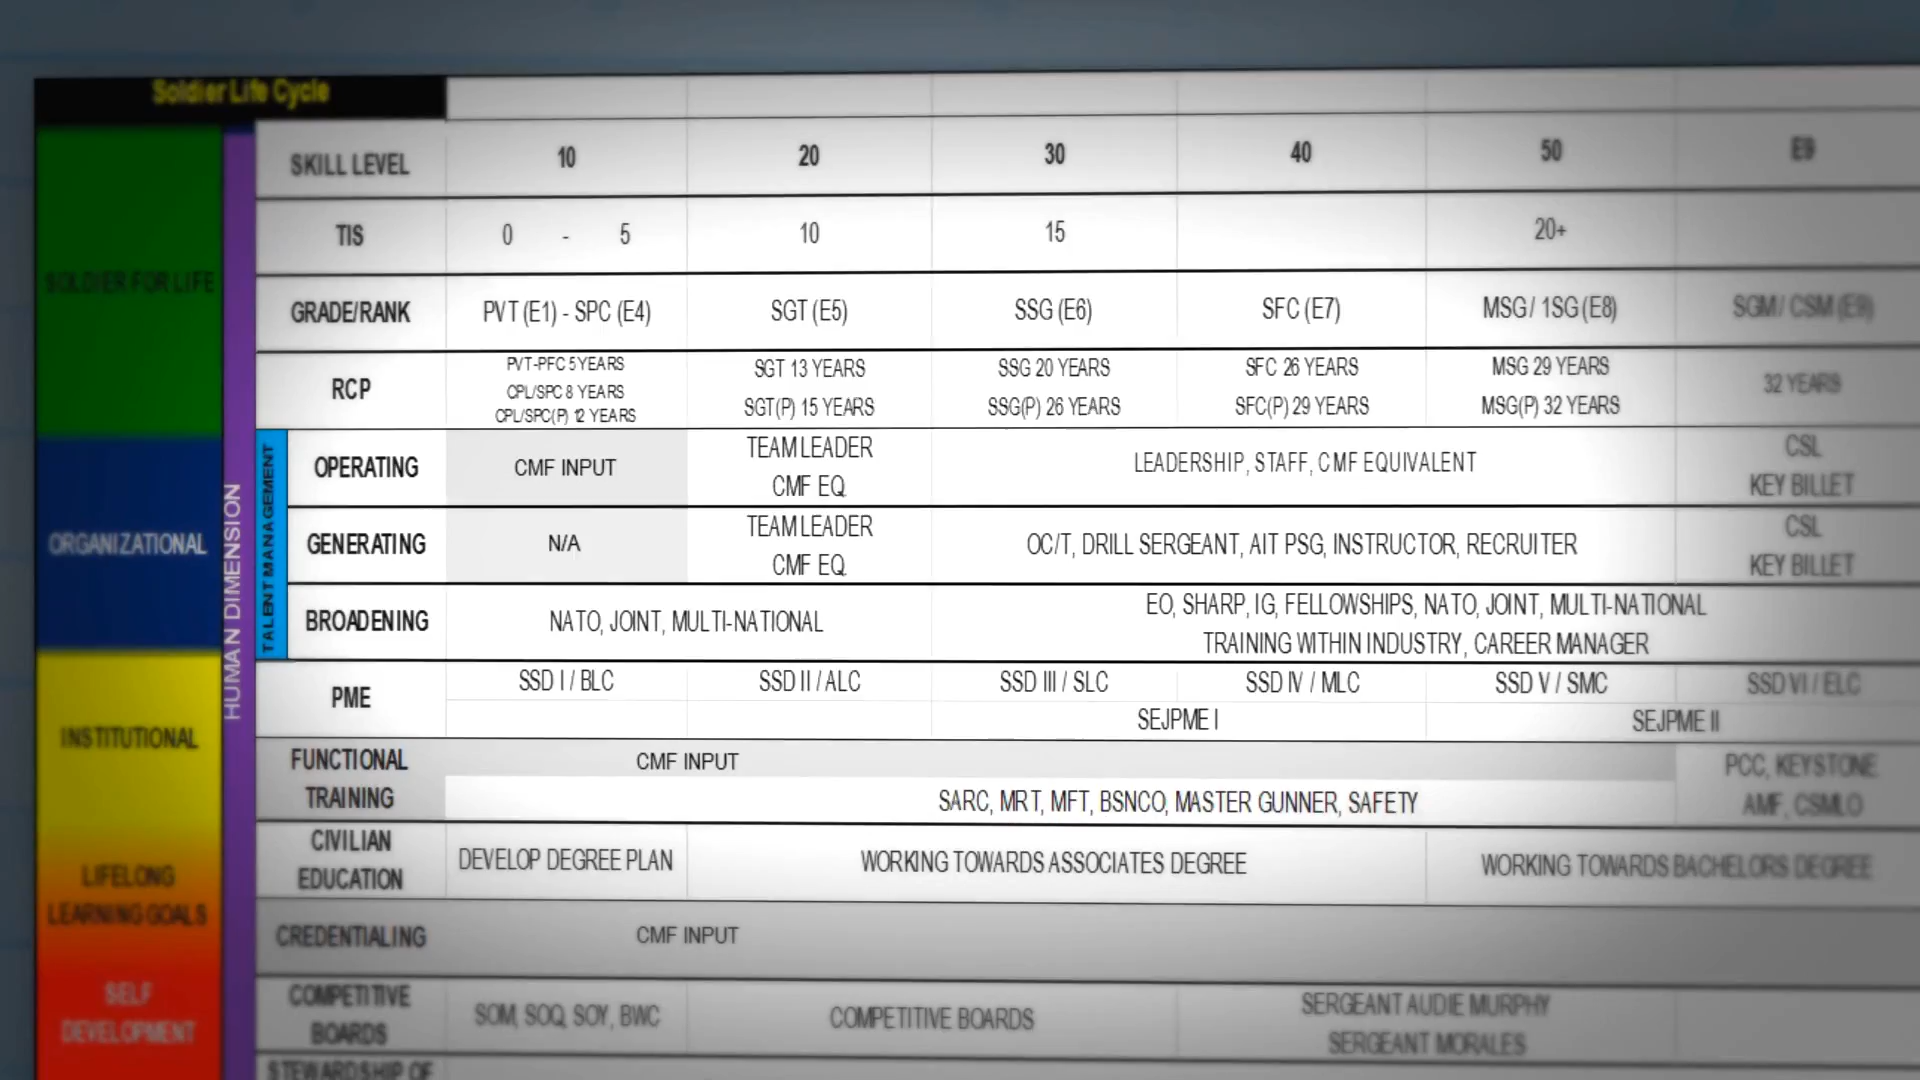 Soldier Life Cycle
SKILL LEVEL 10 20 30 40 50 E9
TIS 0 - 5 10 15 20+
SOLDIER FOR LIFE
GRADE/RANK PVT (E1) - SPC (E4) SGT (E5) SSG (E6) SFC (E7) MSG / 1SG (E8) SGM / CSM (E9)
RCP
PVT-PFC 5 YEARS SGT 13 YEARS SSG 20 YEARS SFC 26 YEARS MSG 29 YEARS 32 YEARS
CPL/SPC 8 YEARS
CPL/SPC(P) 12 YEARS SGT(P) 15 YEARS SSG(P) 26 YEARS SFC(P) 29 YEARS MSG(P) 32 YEARS
HUMAN DIMENSION
TALENT MANAGEMENT
ORGANIZATIONAL
OPERATING CMF INPUT TEAM LEADER LEADERSHIP, STAFF, CMF EQUIVALENT CSL
CMF EQ. KEY BILLET
GENERATING N/A TEAM LEADER OC/T, DRILL SERGEANT, AIT PSG, INSTRUCTOR, RECRUITER CSL
CMF EQ. KEY BILLET
BROADENING NATO, JOINT, MULTI-NATIONAL EO, SHARP, IG, FELLOWSHIPS, NATO, JOINT, MULTI-NATIONAL
TRAINING WITHIN INDUSTRY, CAREER MANAGER
INSTITUTIONAL
PME SSD I / BLC SSD II / ALC SSD III / SLC SSD IV / MLC SSD V / SMC SSD VI / ELC
SEJPME I SEJPME II
FUNCTIONAL CMF INPUT PCC, KEYSTONE
TRAINING SARC, MRT, MFT, BSNCO, MASTER GUNNER, SAFETY AMF, CSMLO
LIFELONG
LEARNING GOALS
CIVILIAN
EDUCATION DEVELOP DEGREE PLAN WORKING TOWARDS ASSOCIATES DEGREE WORKING TOWARDS BACHELORS DEGREE
CREDENTIALING CMF INPUT
SELF
DEVELOPMENT
COMPETITIVE
BOARDS SOM, SOQ, SOY, BWC COMPETITIVE BOARDS SERGEANT AUDIE MURPHY
SERGEANT MORALES
STEWARDSHIP OF